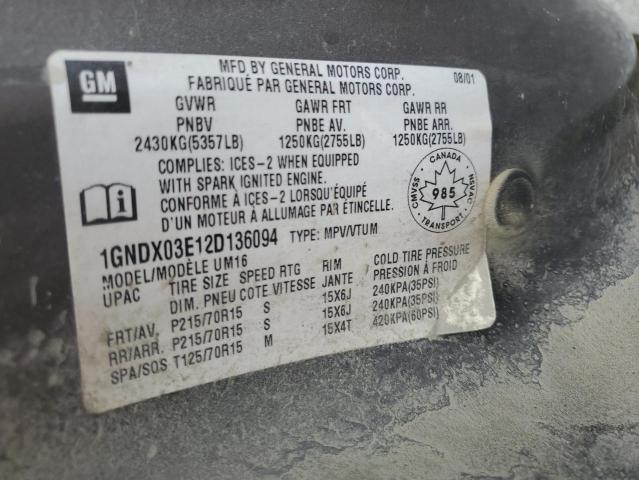 GM
MFD BY GENERAL MOTORS CORP.
FABRIQUÉ PAR GENERAL MOTORS CORP.
08/01
GVWR GAWR FRT GAWR RR
PNBV PNBE AV. PNBE ARR.
2430KG(5357LB) 1250KG(2755LB) 1250KG(2755LB)
COMPLIES: ICES-2 WHEN EQUIPPED
WITH SPARK IGNITED ENGINE.
CONFORME À ICES-2 LORSQU'ÉQUIPÉ
D'UN MOTEUR À ALLUMAGE PAR ÉTINCELLE.
CANADA
CMVSS 985 NSVAC
TRANSPORT
1GNDX03E12D136094 TYPE: MPV/VTUM
MODEL/MODÈLE UM16
UPAC TIRE SIZE SPEED RTG RIM COLD TIRE PRESSURE
DIM. PNEU COTE VITESSE JANTE PRESSION À FROID
FRT/AV. P215/70R15 S 15X6J 240KPA(35PSI)
RR/ARR. P215/70R15 S 15X6J 240KPA(35PSI)
SPA/SOS T125/70R15 M 15X4T 420KPA(60PSI)